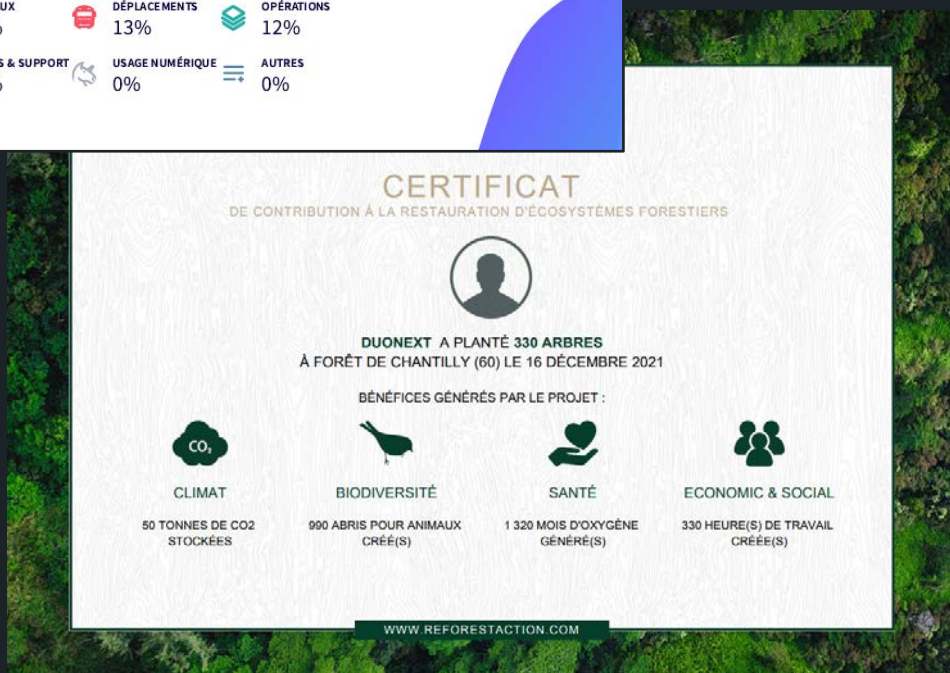 DÉPLACEMENTS
13%
OPÉRATIONS
12%
& SUPPORT
USAGE NUMÉRIQUE
0%
AUTRES
0%
CERTIFICAT
DE CONTRIBUTION À LA RESTAURATION D'ÉCOSYSTÈMES FORESTIERS
DUONEXT A PLANTÉ 330 ARBRES
À FORÊT DE CHANTILLY (60) LE 16 DÉCEMBRE 2021
BÉNÉFICES GÉNÉRÉS PAR LE PROJET :
CO₂
CLIMAT
50 TONNES DE CO2
STOCKÉES
BIODIVERSITÉ
990 ABRIS POUR ANIMAUX
CRÉÉ(S)
SANTÉ
1 320 MOIS D'OXYGÈNE
GÉNÉRÉ(S)
ECONOMIC & SOCIAL
330 HEURE(S) DE TRAVAIL
CRÉÉE(S)
WWW.REFORESTACTION.COM